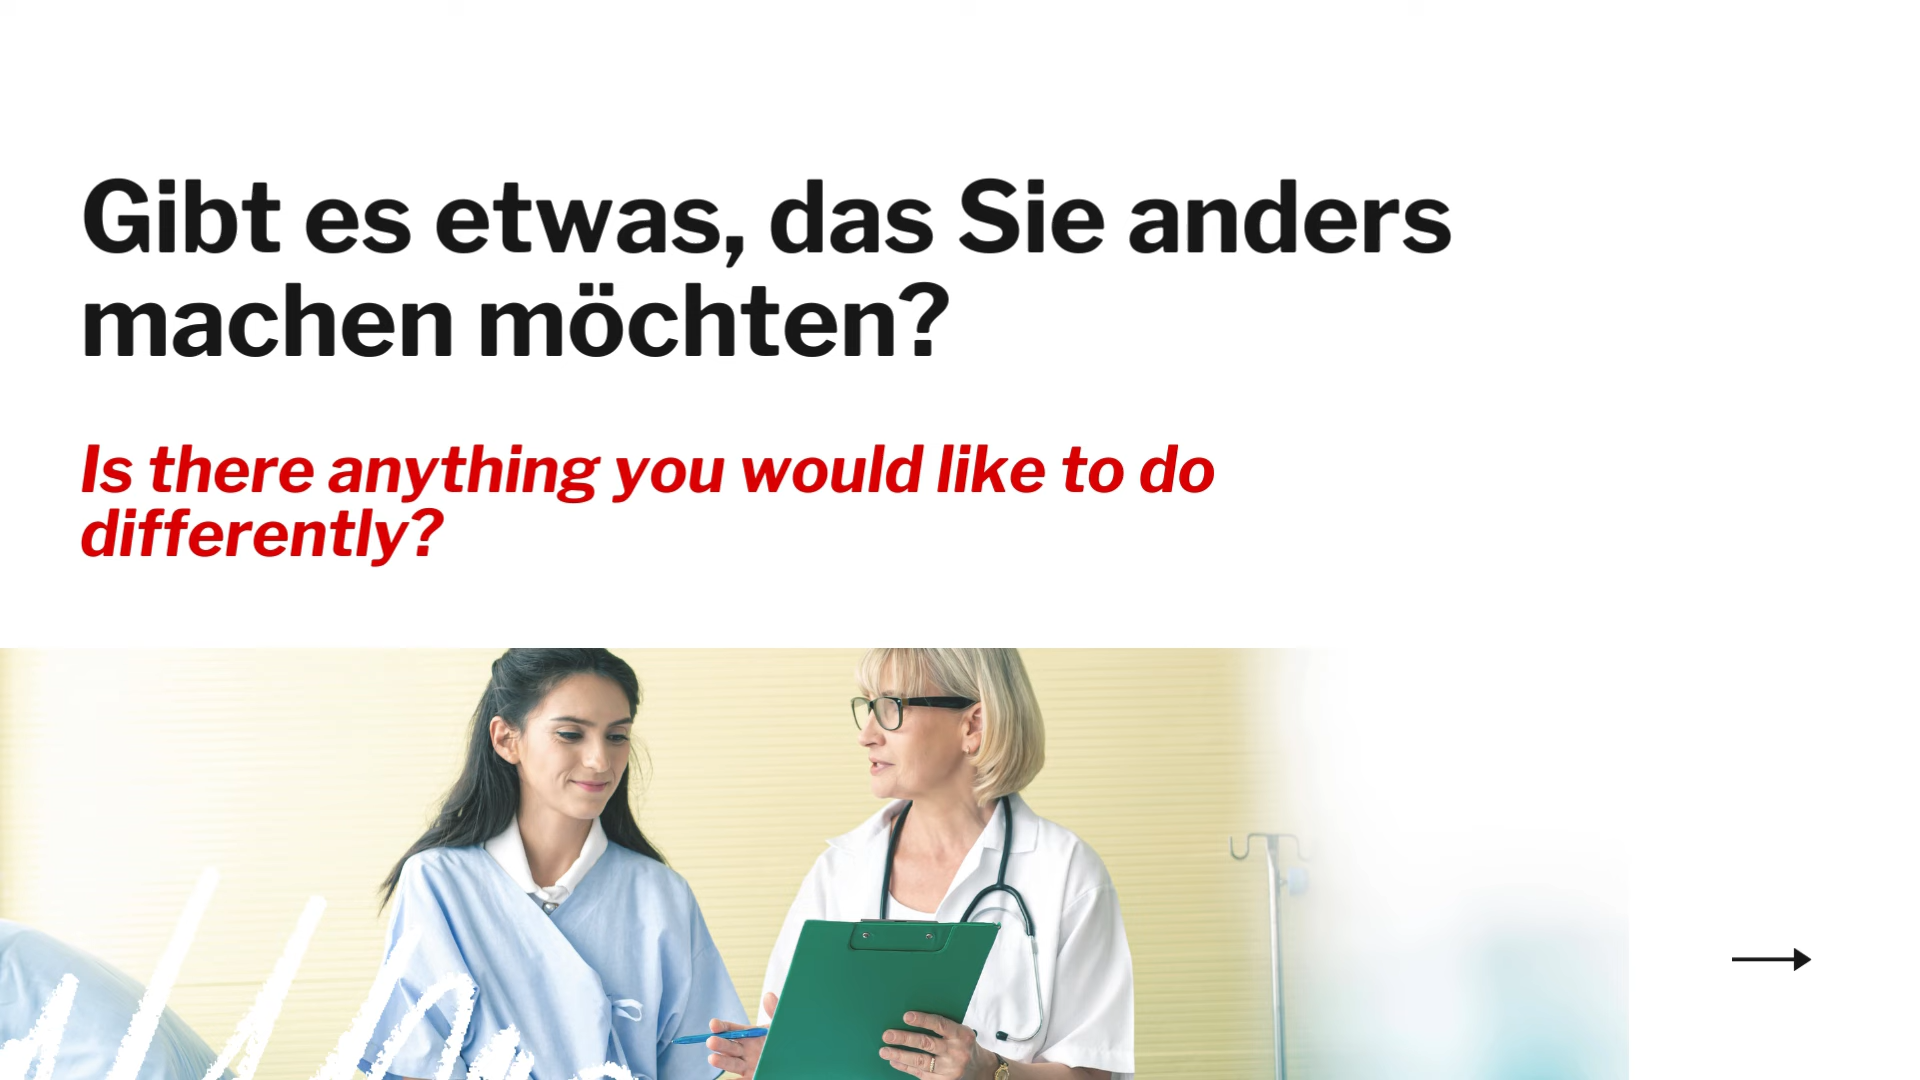 Gibt es etwas, das Sie anders
machen möchten?
Is there anything you would like to do
differently?